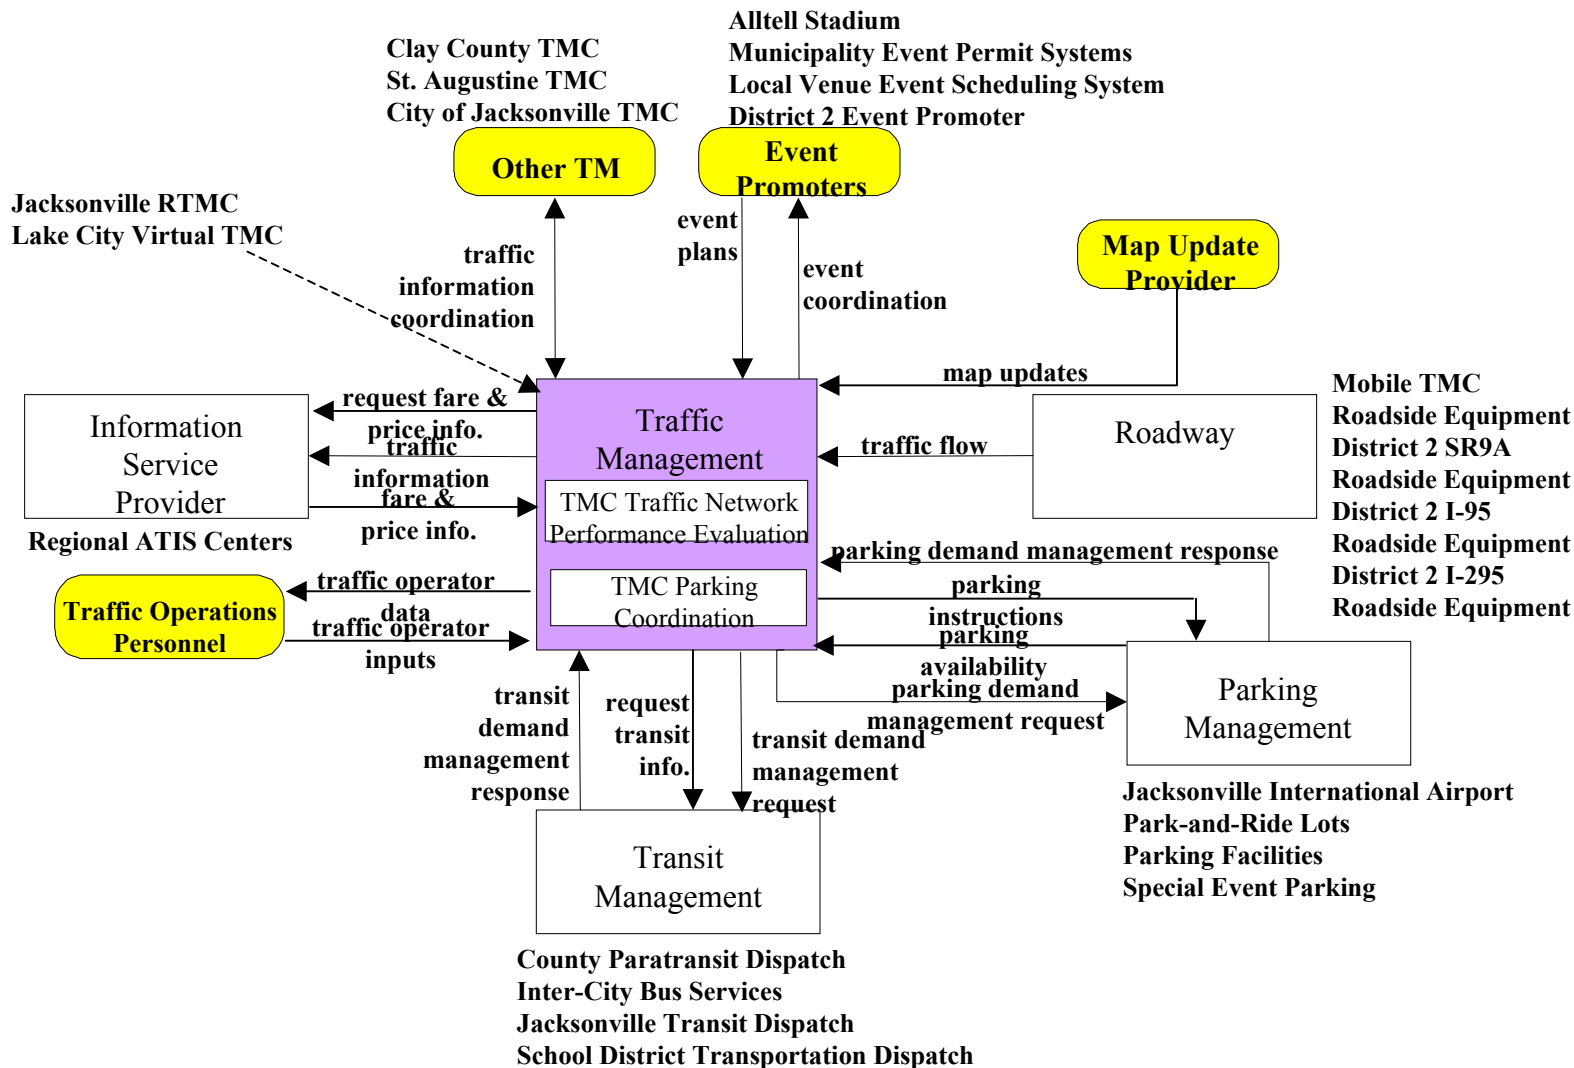 Alltell Stadium
Municipality Event Permit Systems
Local Venue Event Scheduling System
District 2 Event Promoter
Clay County TMC
St. Augustine TMC
City of Jacksonville TMC
Other TM
Event
Promoters
Jacksonville RTMC
Lake City Virtual TMC
Map Update
Provider
traffic
information
coordination
event
plans
event
coordination
map updates
Information
Service
Provider
Regional ATIS Centers
request fare &
price info.
traffic
information
fare &
price info.
Traffic
Management
TMC Traffic Network
Performance Evaluation
TMC Parking
Coordination
traffic flow
Roadway
Mobile TMC
Roadside Equipment
District 2 SR9A
Roadside Equipment
District 2 I-95
Roadside Equipment
District 2 I-295
Roadside Equipment
Traffic Operations
Personnel
traffic operator
data
traffic operator
inputs
parking demand management response
parking
instructions
parking
availability
parking demand
management request
Parking
Management
Jacksonville International Airport
Park-and-Ride Lots
Parking Facilities
Special Event Parking
transit
demand
management
response
request
transit
info.
transit demand
management
request
Transit
Management
County Paratransit Dispatch
Inter-City Bus Services
Jacksonville Transit Dispatch
School District Transportation Dispatch